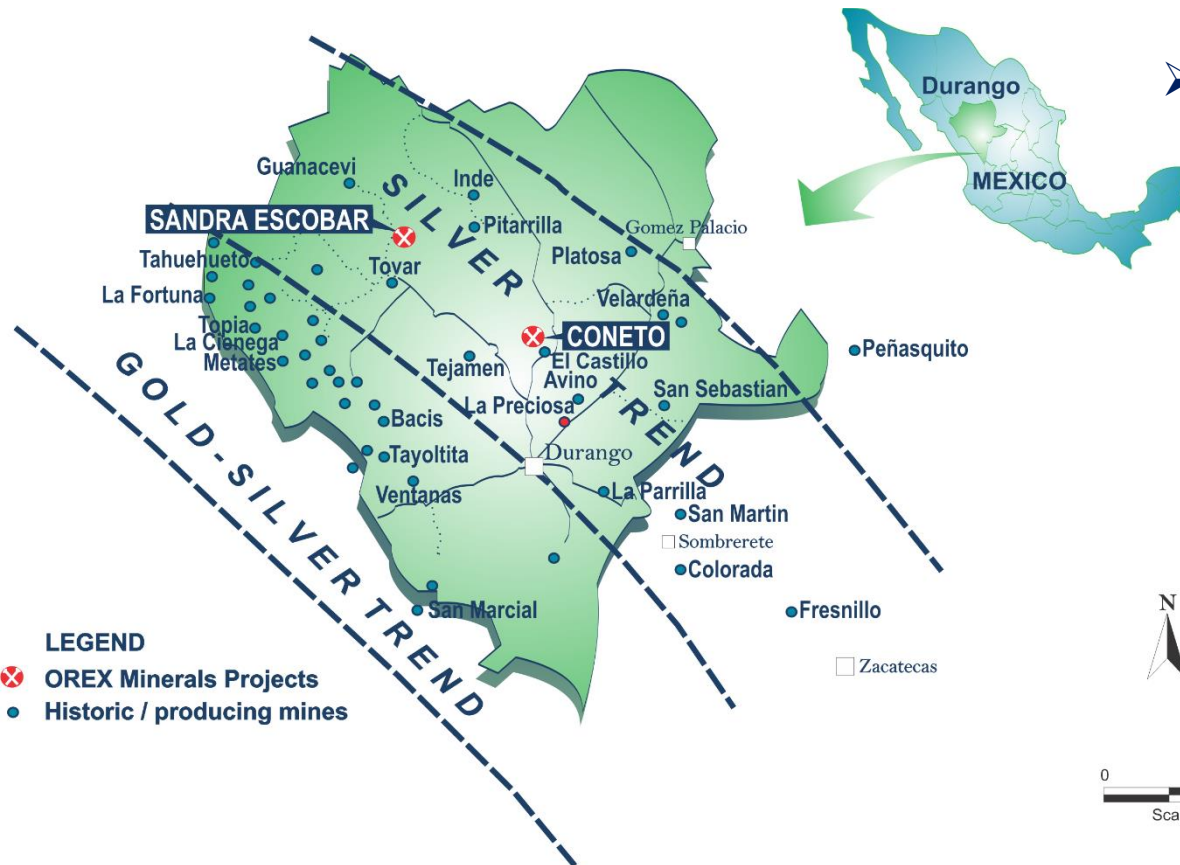 Durango
MEXICO
Guanacevi
Inde
SANDRA ESCOBAR
Pitarrilla
Gomez Palacio
Tahuehueto
Tovar
Platosa
La Fortuna
Velardeña
Topia
La Cienega
Metates
CONETO
Peñasquito
Tejamen
El Castillo
Avino
San Sebastian
La Preciosa
Bacis
Durango
Tayoltita
Ventanas
La Parrilla
San Martin
Sombrerete
Colorada
San Marcial
Fresnillo
Zacatecas
SILVER TREND
GOLD-SILVER TREND
LEGEND
OREX Minerals Projects
Historic / producing mines
N
0
Sca